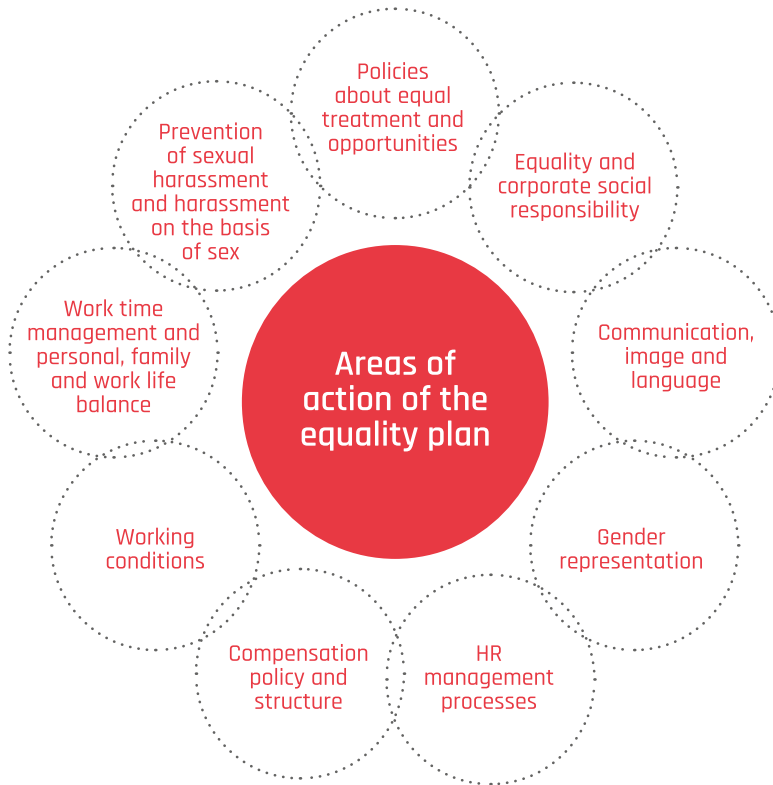 Policies
about equal
treatment and
opportunities
Equality and
corporate social
responsibility
Communication,
image and
language
Gender
representation
HR
management
processes
Compensation
policy and
structure
Working
conditions
Work time
management and
personal, family
and work life
balance
Prevention
of sexual
harassment
and harassment
on the basis
of sex
Areas of
action of the
equality plan